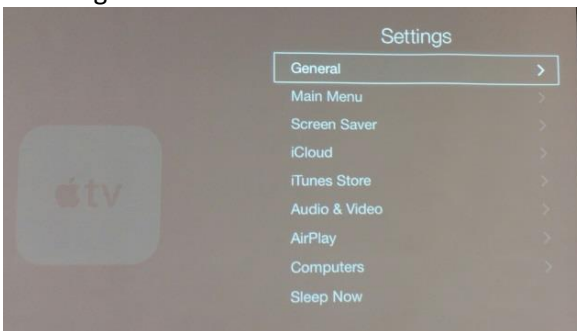 Settings
General
Main Menu
Screen Saver
iCloud
iTunes Store
tv
Audio & Video
AirPlay
Computers
Sleep Now